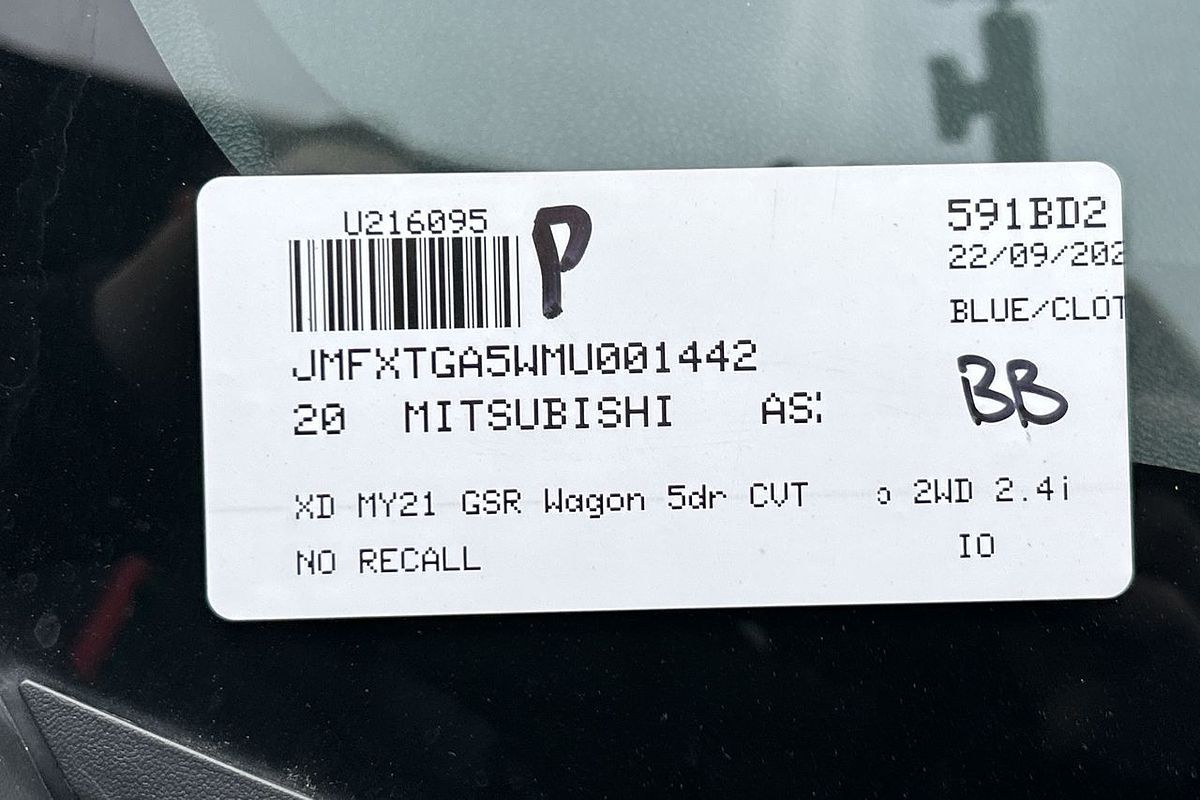 U216095 P 591BD2
22/09/202
BLUE/CLOT
JMFXTGA5WMU001442
20 MITSUBISHI AS: BB
XD MY21 GSR Wagon 5dr CVT o 2WD 2.4i
NO RECALL IO